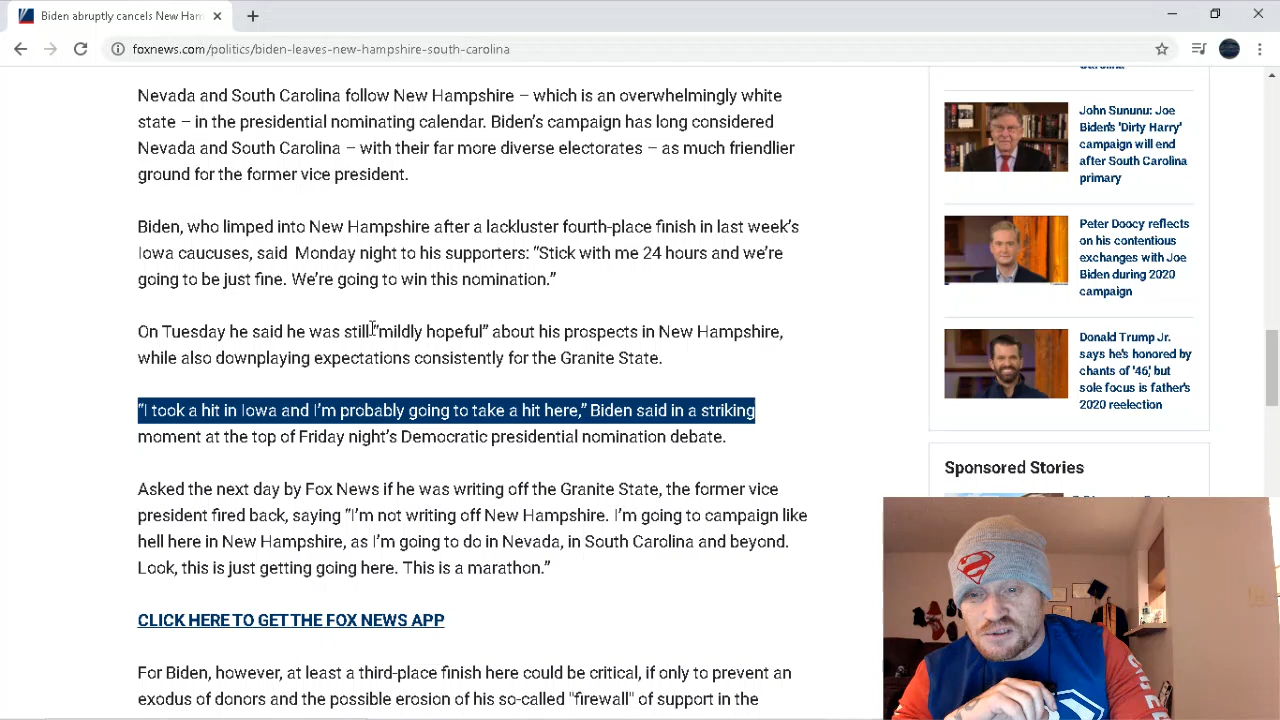 Biden abruptly cancels New Ham
foxnews.com/politics/biden-leaves-new-hampshire-south-carolina
Nevada and South Carolina follow New Hampshire – which is an overwhelmingly white
state – in the presidential nominating calendar. Biden’s campaign has long considered
Nevada and South Carolina – with their far more diverse electorates – as much friendlier
ground for the former vice president.
Biden, who limped into New Hampshire after a lackluster fourth-place finish in last week’s
Iowa caucuses, said Monday night to his supporters: “Stick with me 24 hours and we’re
going to be just fine. We’re going to win this nomination.”
On Tuesday he said he was still “mildly hopeful” about his prospects in New Hampshire,
while also downplaying expectations consistently for the Granite State.
“I took a hit in Iowa and I’m probably going to take a hit here,” Biden said in a striking
moment at the top of Friday night’s Democratic presidential nomination debate.
Asked the next day by Fox News if he was writing off the Granite State, the former vice
president fired back, saying “I’m not writing off New Hampshire. I’m going to campaign like
hell here in New Hampshire, as I’m going to do in Nevada, in South Carolina and beyond.
Look, this is just getting going here. This is a marathon.”
CLICK HERE TO GET THE FOX NEWS APP
For Biden, however, at least a third-place finish here could be critical, if only to prevent an
exodus of donors and the possible erosion of his so-called "firewall" of support in the
Carolina
John Sununu: Joe
Biden's 'Dirty Harry'
campaign will end
after South Carolina
primary
Peter Doocy reflects
on his contentious
exchanges with Joe
Biden during 2020
campaign
Donald Trump Jr.
says he's honored by
chants of '46,' but
sole focus is father's
2020 reelection
Sponsored Stories